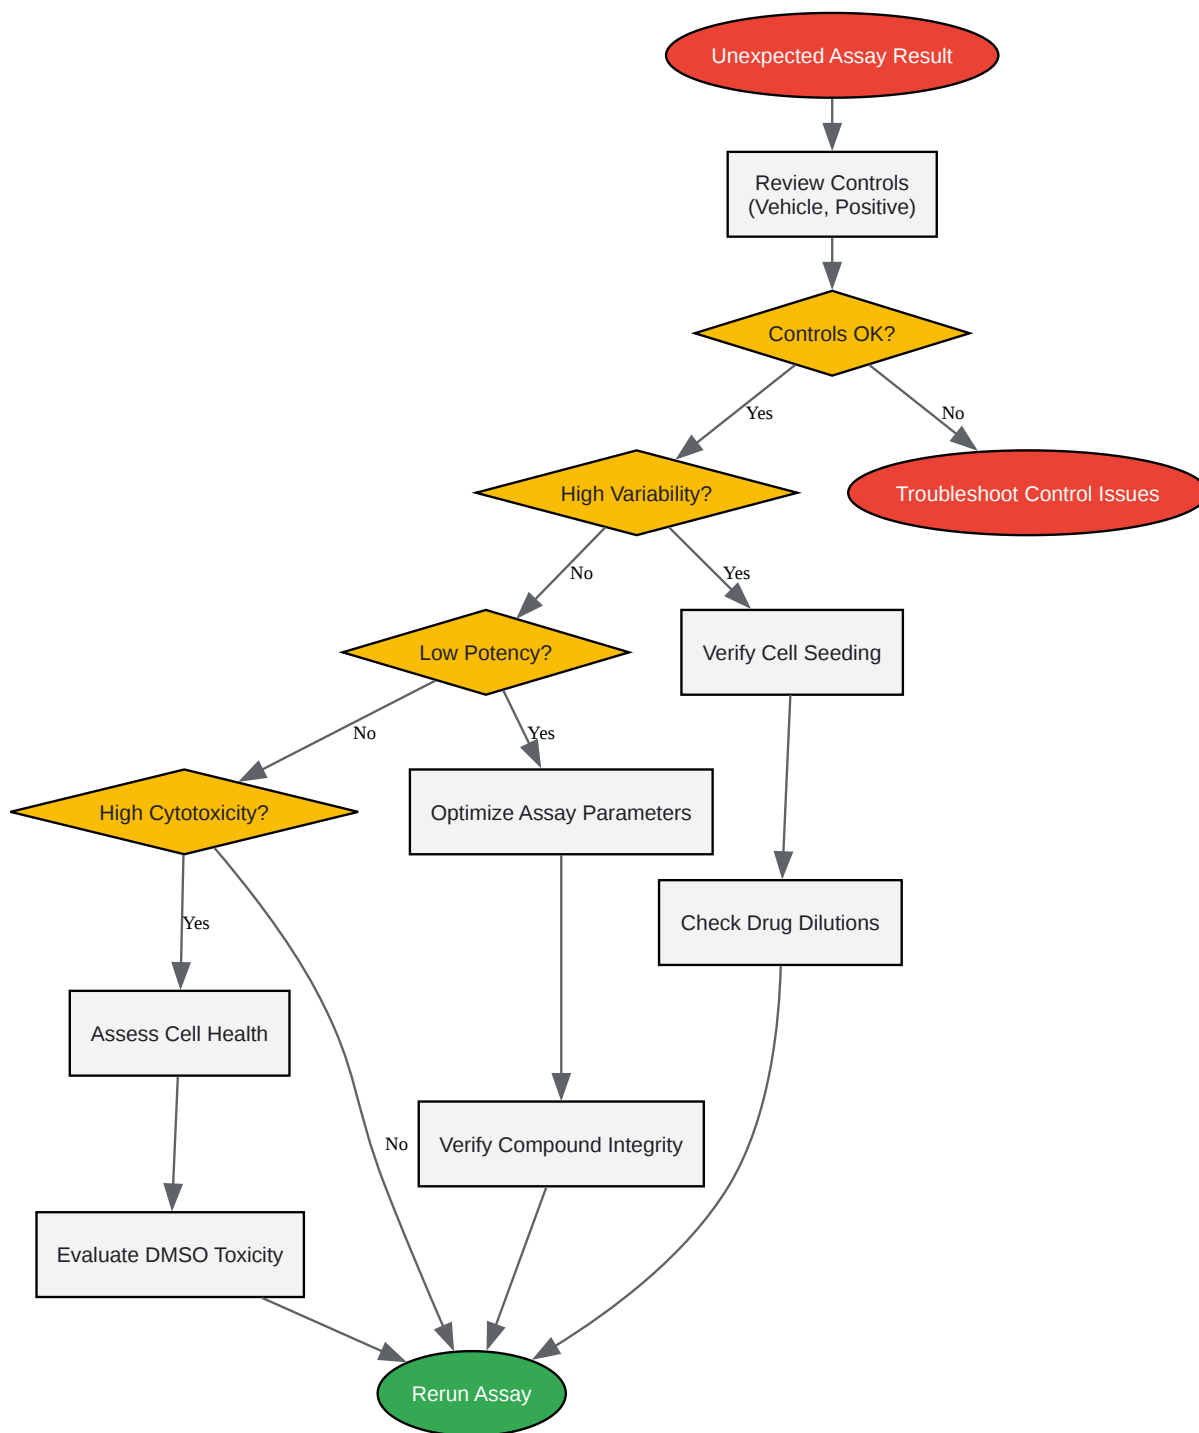 Unexpected Assay Result
Review Controls
(Vehicle, Positive)
Controls OK?
Yes
No
High Variability?
Troubleshoot Control Issues
No
Yes
Low Potency?
Verify Cell Seeding
No
Yes
High Cytotoxicity?
Optimize Assay Parameters
Yes
Check Drug Dilutions
Assess Cell Health
No
Verify Compound Integrity
Evaluate DMSO Toxicity
Rerun Assay